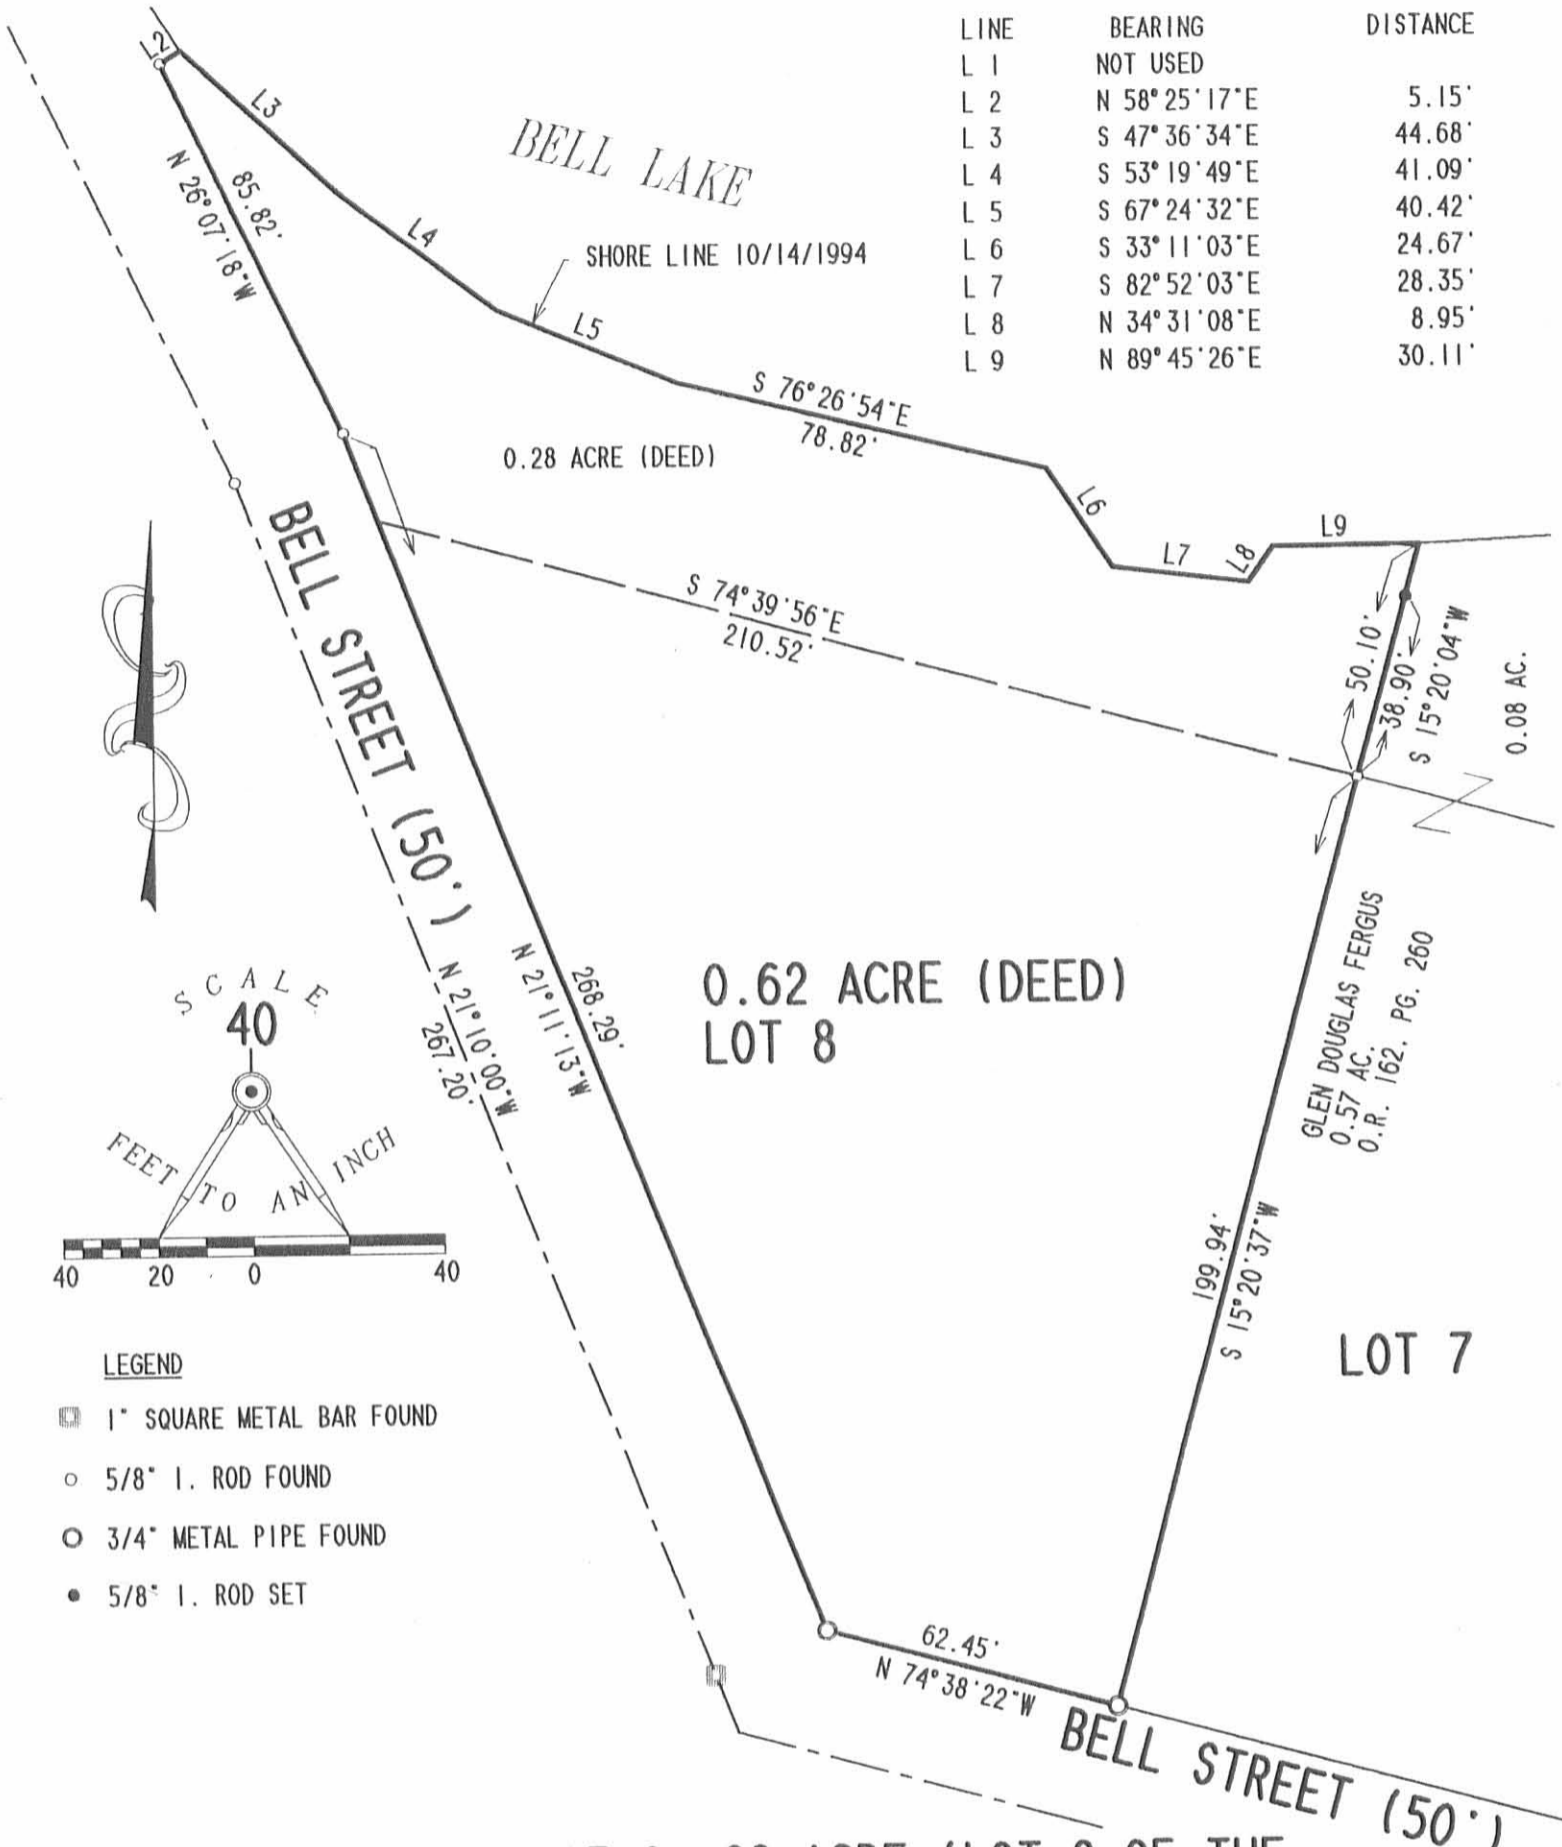 LINE BEARING DISTANCE
L 1 NOT USED
L 2 N 58°25'17"E 5.15'
L 3 S 47°36'34"E 44.68'
L 4 S 53°19'49"E 41.09'
L 5 S 67°24'32"E 40.42'
L 6 S 33°11'03"E 24.67'
L 7 S 82°52'03"E 28.35'
L 8 N 34°31'08"E 8.95'
L 9 N 89°45'26"E 30.11'
L2
L3
BELL LAKE
85.82'
N 26°07'18"W
L4
SHORE LINE 10/14/1994
L5
S 76°26'54"E
78.82'
0.28 ACRE (DEED)
L6
L7
L8
L9
BELL STREET (50')
S 74°39'56"E
210.52'
50.10'
38.90'
S 15°20'04"W
0.08 AC.
268.29'
N 21°11'13"W
N 21°10'00"W
267.20'
0.62 ACRE (DEED)
LOT 8
GLEN DOUGLAS FERGUS
0.57 AC.
O.R. 162, PG. 260
SCALE
40
FEET TO AN INCH
40 20 0 40
199.94'
S 15°20'37"W
LOT 7
LEGEND
1" SQUARE METAL BAR FOUND
5/8" I. ROD FOUND
3/4" METAL PIPE FOUND
5/8" I. ROD SET
62.45'
N 74°38'22"W
BELL STREET (50')